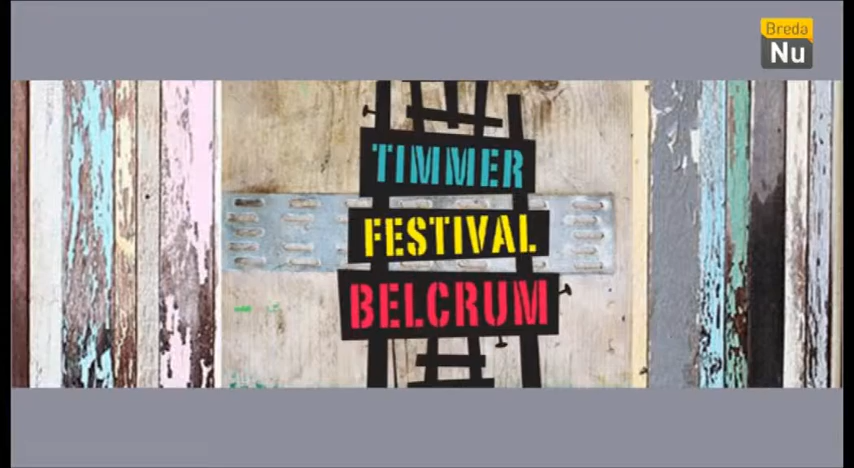 Breda
Nu
TIMMER
FESTIVAL
BELCRUM